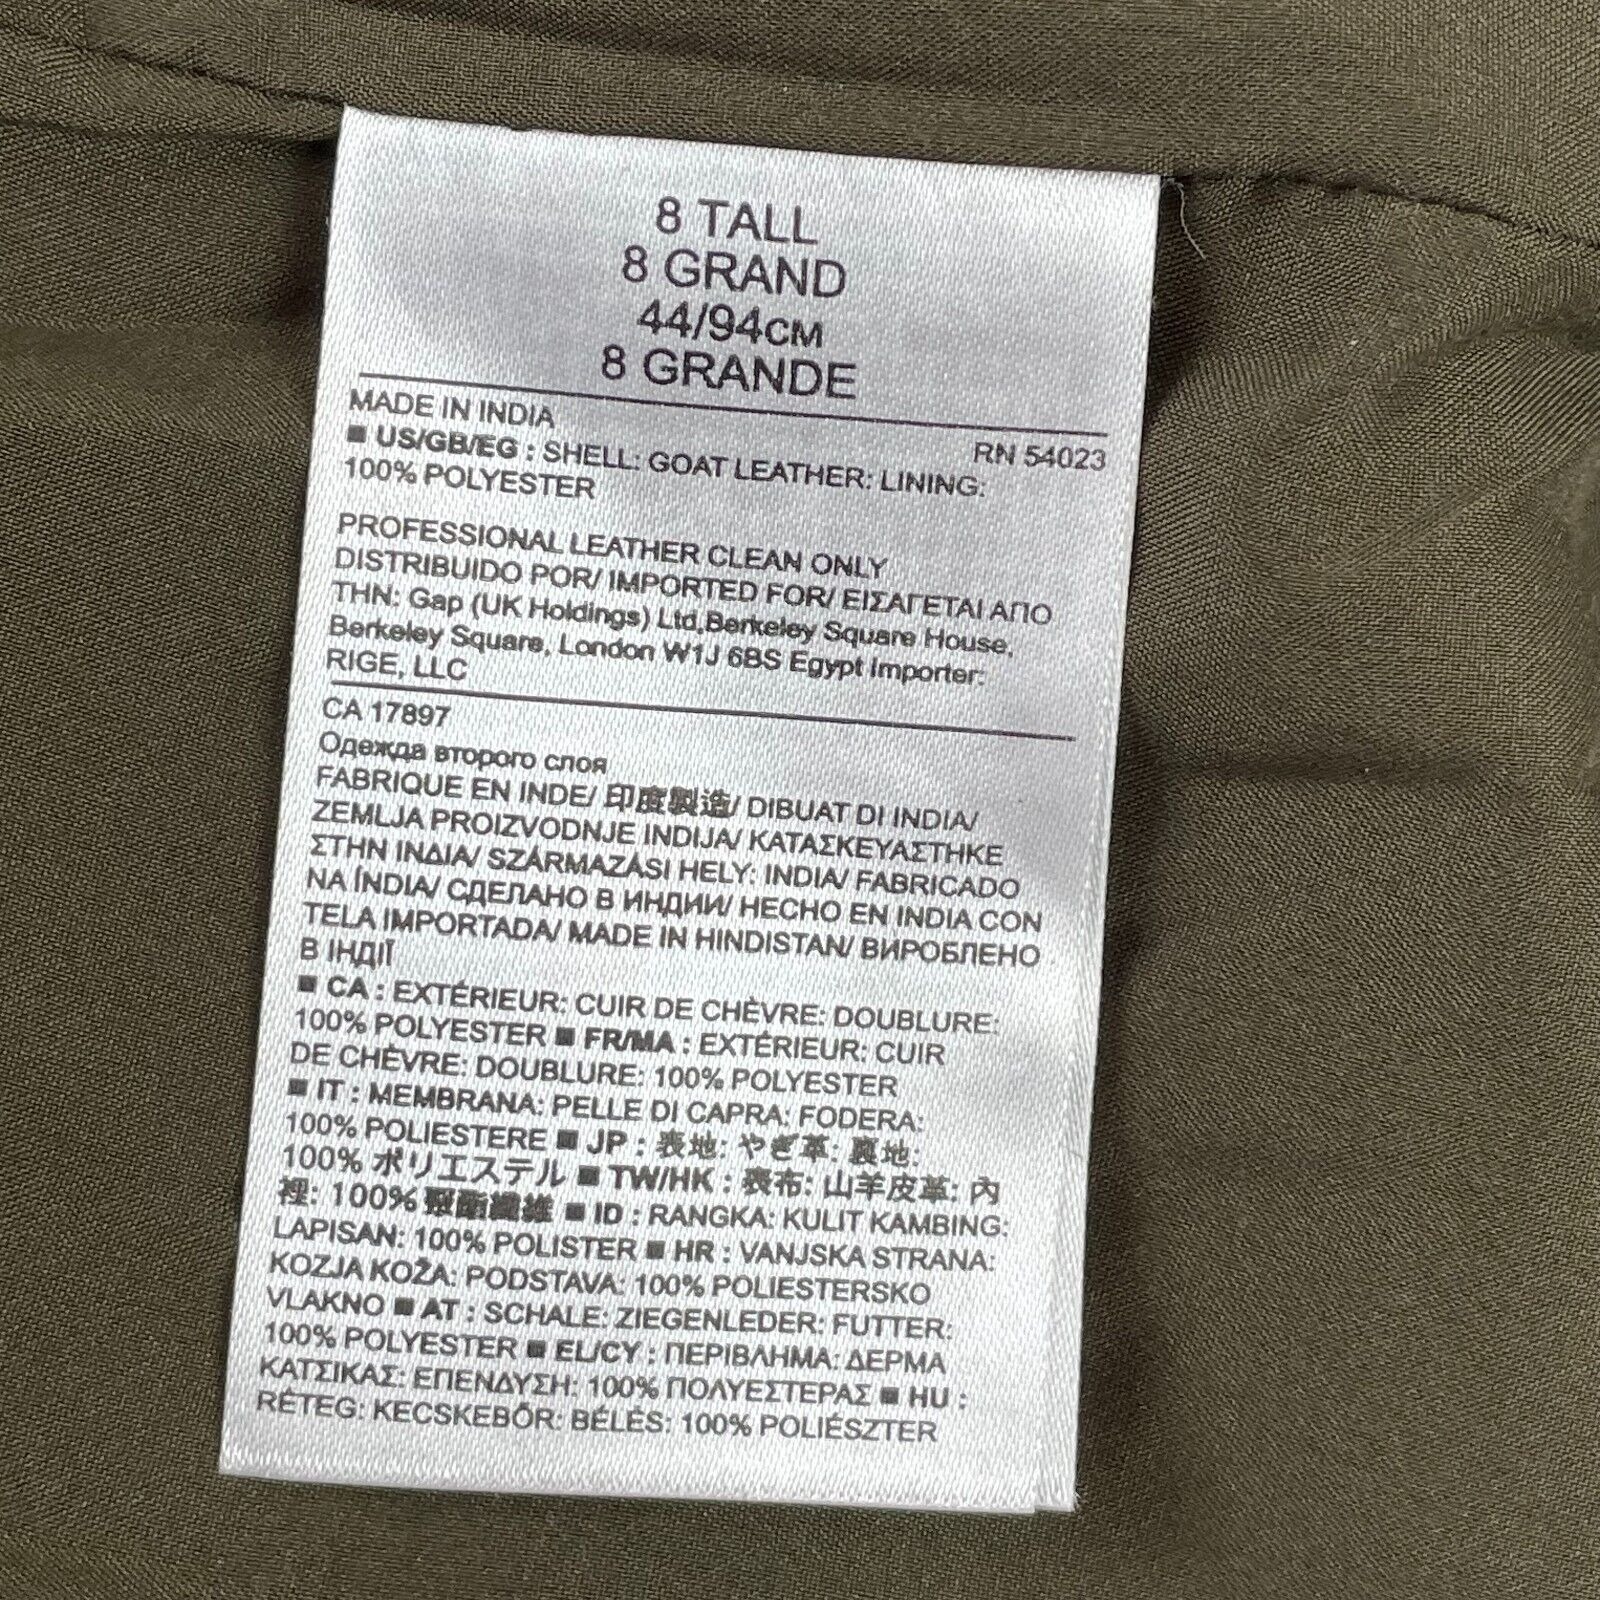 8 TALL
8 GRAND
44/94CM
8 GRANDE
MADE IN INDIA
RN 54023
■ US/GB/EG : SHELL: GOAT LEATHER: LINING:
100% POLYESTER
PROFESSIONAL LEATHER CLEAN ONLY
DISTRIBUIDO POR/ IMPORTED FOR/ ΕΙΣΑΓΕΤΑΙ ΑΠΟ
ΤΗΝ: Gap (UK Holdings) Ltd,Berkeley Square House,
Berkeley Square, London W1J 6BS Egypt Importer:
RIGE, LLC
CA 17897
Одежда второго слоя
FABRIQUE EN INDE/ 印度製造/ DIBUAT DI INDIA/
ZEMLJA PROIZVODNJE INDIJA/ ΚΑΤΑΣΚΕΥΑΣΤΗΚΕ
ΣΤΗΝ ΙΝΔΙΑ/ SZÁRMAZÁSI HELY: INDIA/ FABRICADO
NA ÍNDIA/ СДЕЛАНО В ИНДИИ/ HECHO EN INDIA CON
TELA IMPORTADA/ MADE IN HINDISTAN/ ВИРОБЛЕНО
В ІНДІЇ
■ CA : EXTÉRIEUR: CUIR DE CHÈVRE: DOUBLURE:
100% POLYESTER ■ FR/MA : EXTÉRIEUR: CUIR
DE CHÈVRE: DOUBLURE: 100% POLYESTER
■ IT : MEMBRANA: PELLE DI CAPRA: FODERA:
100% POLIESTERE ■ JP : 表地: やぎ革: 裏地:
100% ポリエステル ■ TW/HK : 表布: 山羊皮革: 內
裡: 100% 聚酯纖維 ■ ID : RANGKA: KULIT KAMBING:
LAPISAN: 100% POLISTER ■ HR : VANJSKA STRANA:
KOZJA KOŽA: PODSTAVA: 100% POLIESTERSKO
VLAKNO ■ AT : SCHALE: ZIEGENLEDER: FUTTER:
100% POLYESTER ■ EL/CY : ΠΕΡΙΒΛΗΜΑ: ΔΕΡΜΑ
ΚΑΤΣΙΚΑΣ: ΕΠΕΝΔΥΣΗ: 100% ΠΟΛΥΕΣΤΕΡΑΣ ■ HU :
RÉTEG: KECSKEBŐR: BÉLÉS: 100% POLIÉSZTER